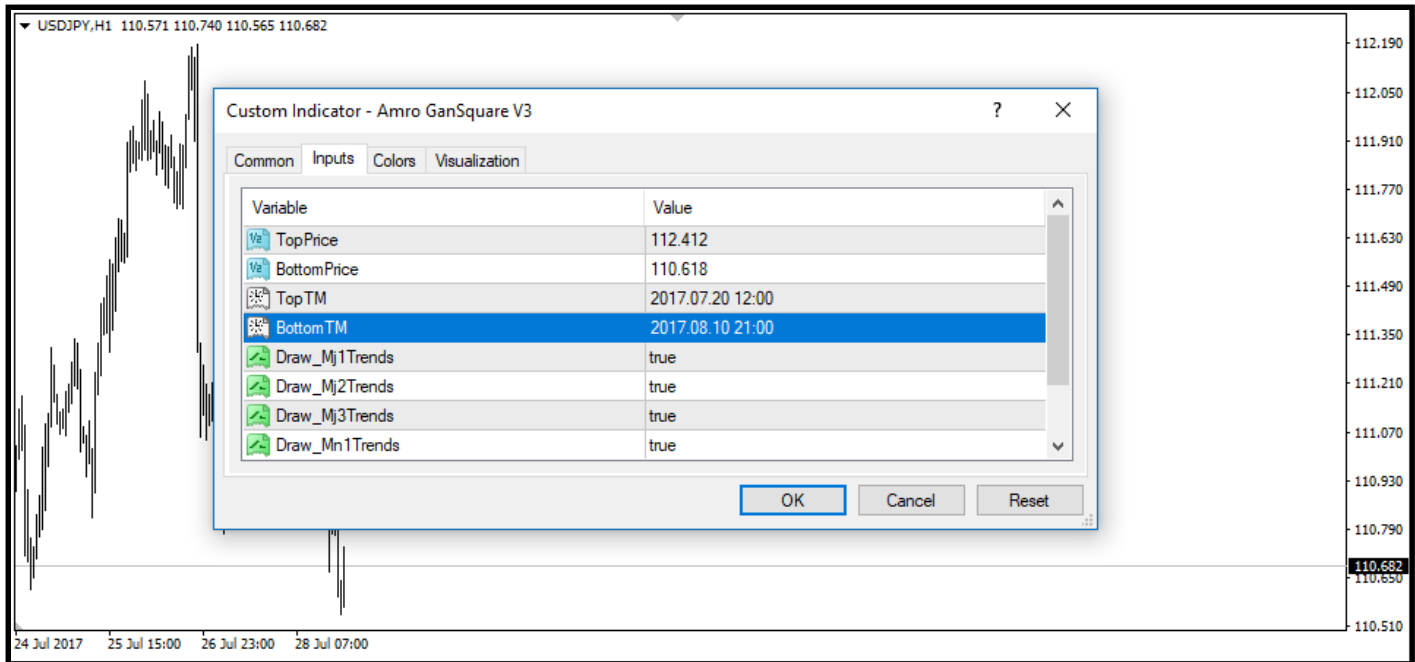 USDJPY,H1 110.571 110.740 110.565 110.682
112.190
112.050
111.910
111.770
111.630
111.490
111.350
111.210
111.070
110.930
110.790
110.682
110.650
110.510
Custom Indicator - Amro GanSquare V3 ?
Common Inputs Colors Visualization
Variable Value
TopPrice 112.412
BottomPrice 110.618
TopTM 2017.07.20 12:00
BottomTM 2017.08.10 21:00
Draw_Mj1Trends true
Draw_Mj2Trends true
Draw_Mj3Trends true
Draw_Mn1Trends true
OK Cancel Reset
24 Jul 2017 25 Jul 15:00 26 Jul 23:00 28 Jul 07:00